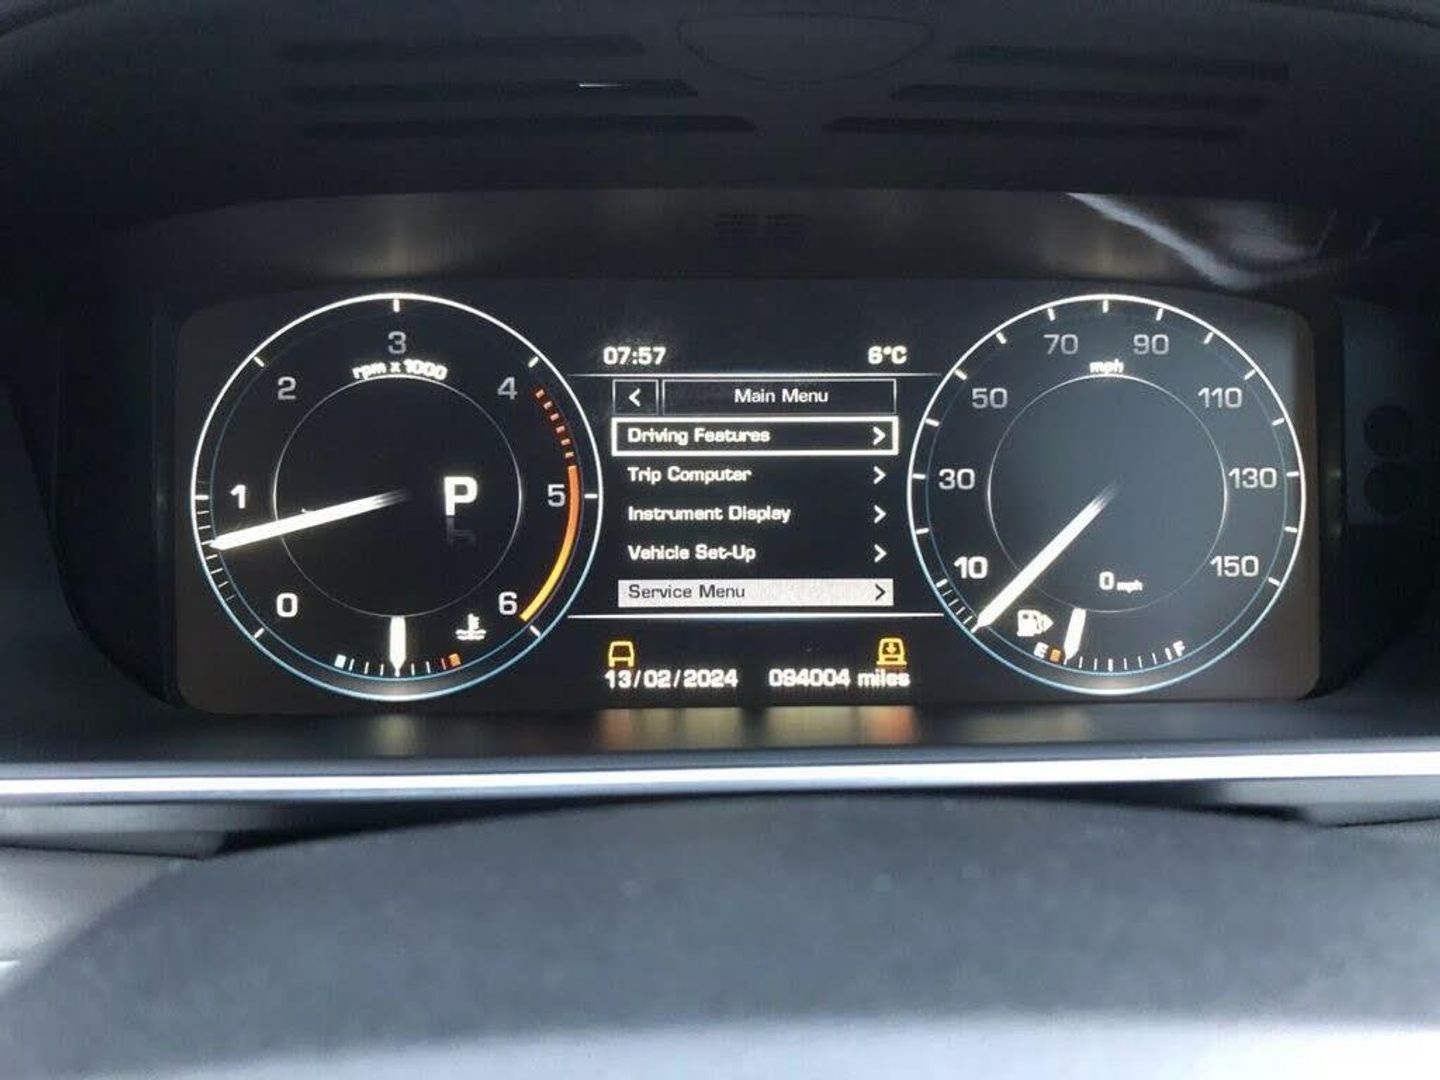 3
rpm x 1000
2
4
1
5
0
6
P
07:57
6°C
<
Main Menu
Driving Features >
Trip Computer >
Instrument Display >
Vehicle Set-Up >
Service Menu >
13/02/2024
094004 miles
70
90
mph
50
110
30
130
10
150
0 mph
E
F